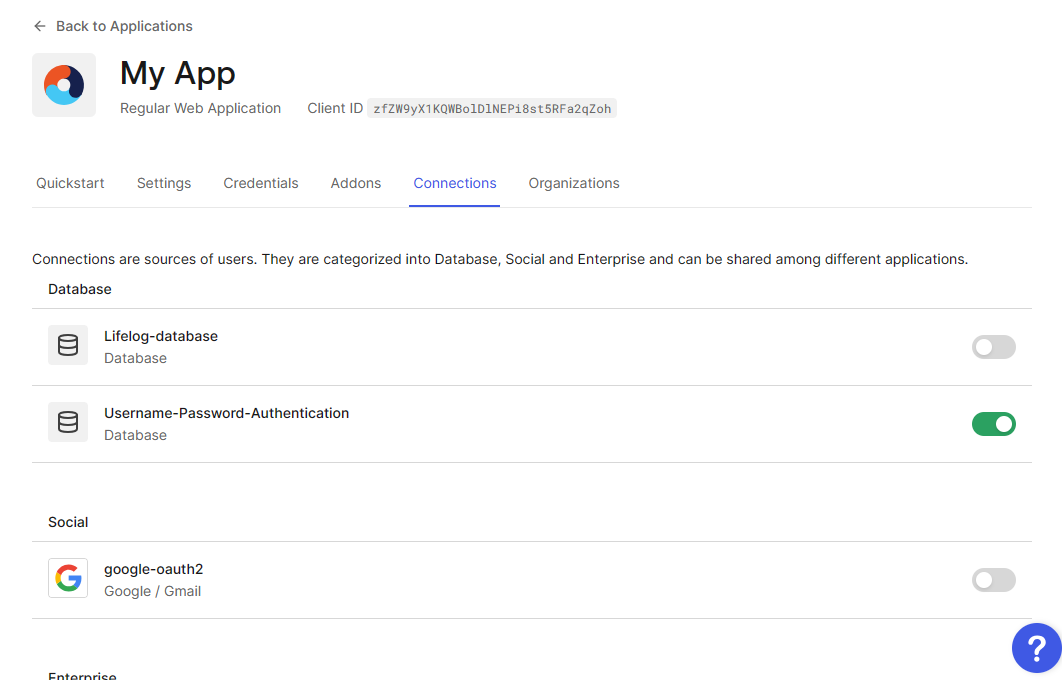 Back to Applications
My App
Regular Web Application Client ID zfZW9yX1KQWBolDlNEPi8st5RFa2qZoh
Quickstart Settings Credentials Addons Connections Organizations
Connections are sources of users. They are categorized into Database, Social and Enterprise and can be shared among different applications.
Database
Lifelog-database
Database
Username-Password-Authentication
Database
Social
google-oauth2
Google / Gmail
?
Enterprise